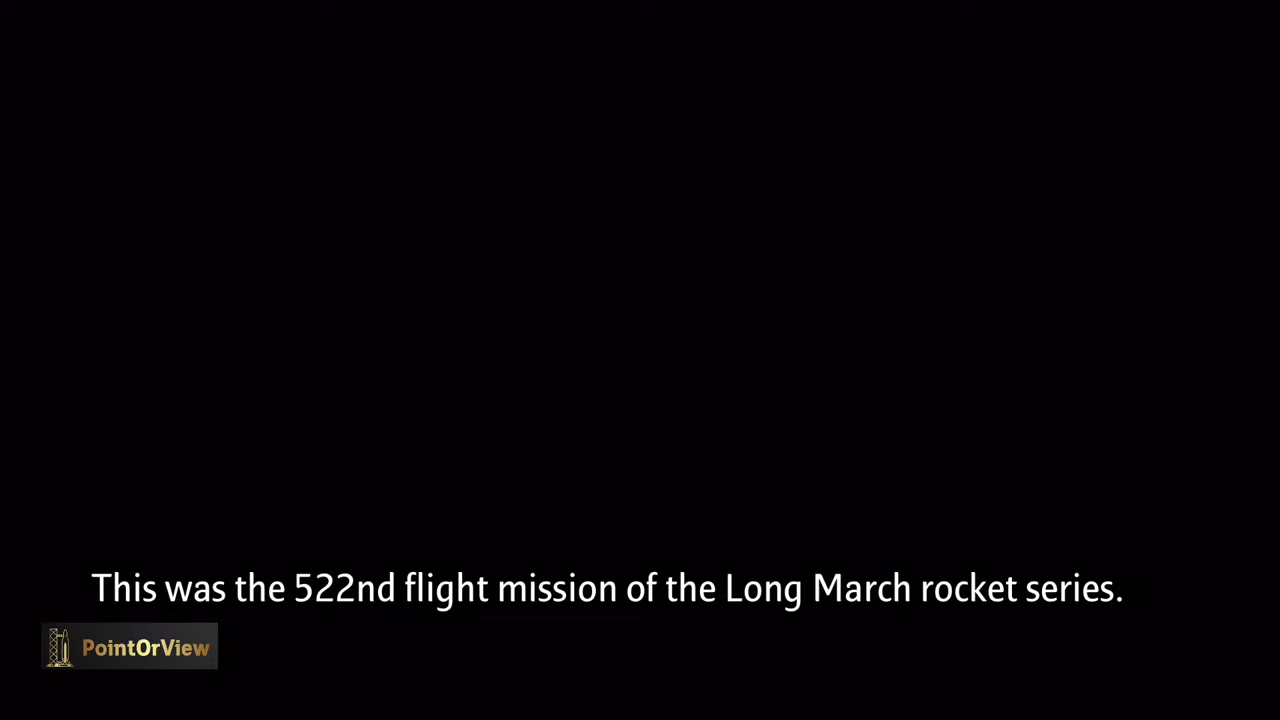 This was the 522nd flight mission of the Long March rocket series.
PointOrView